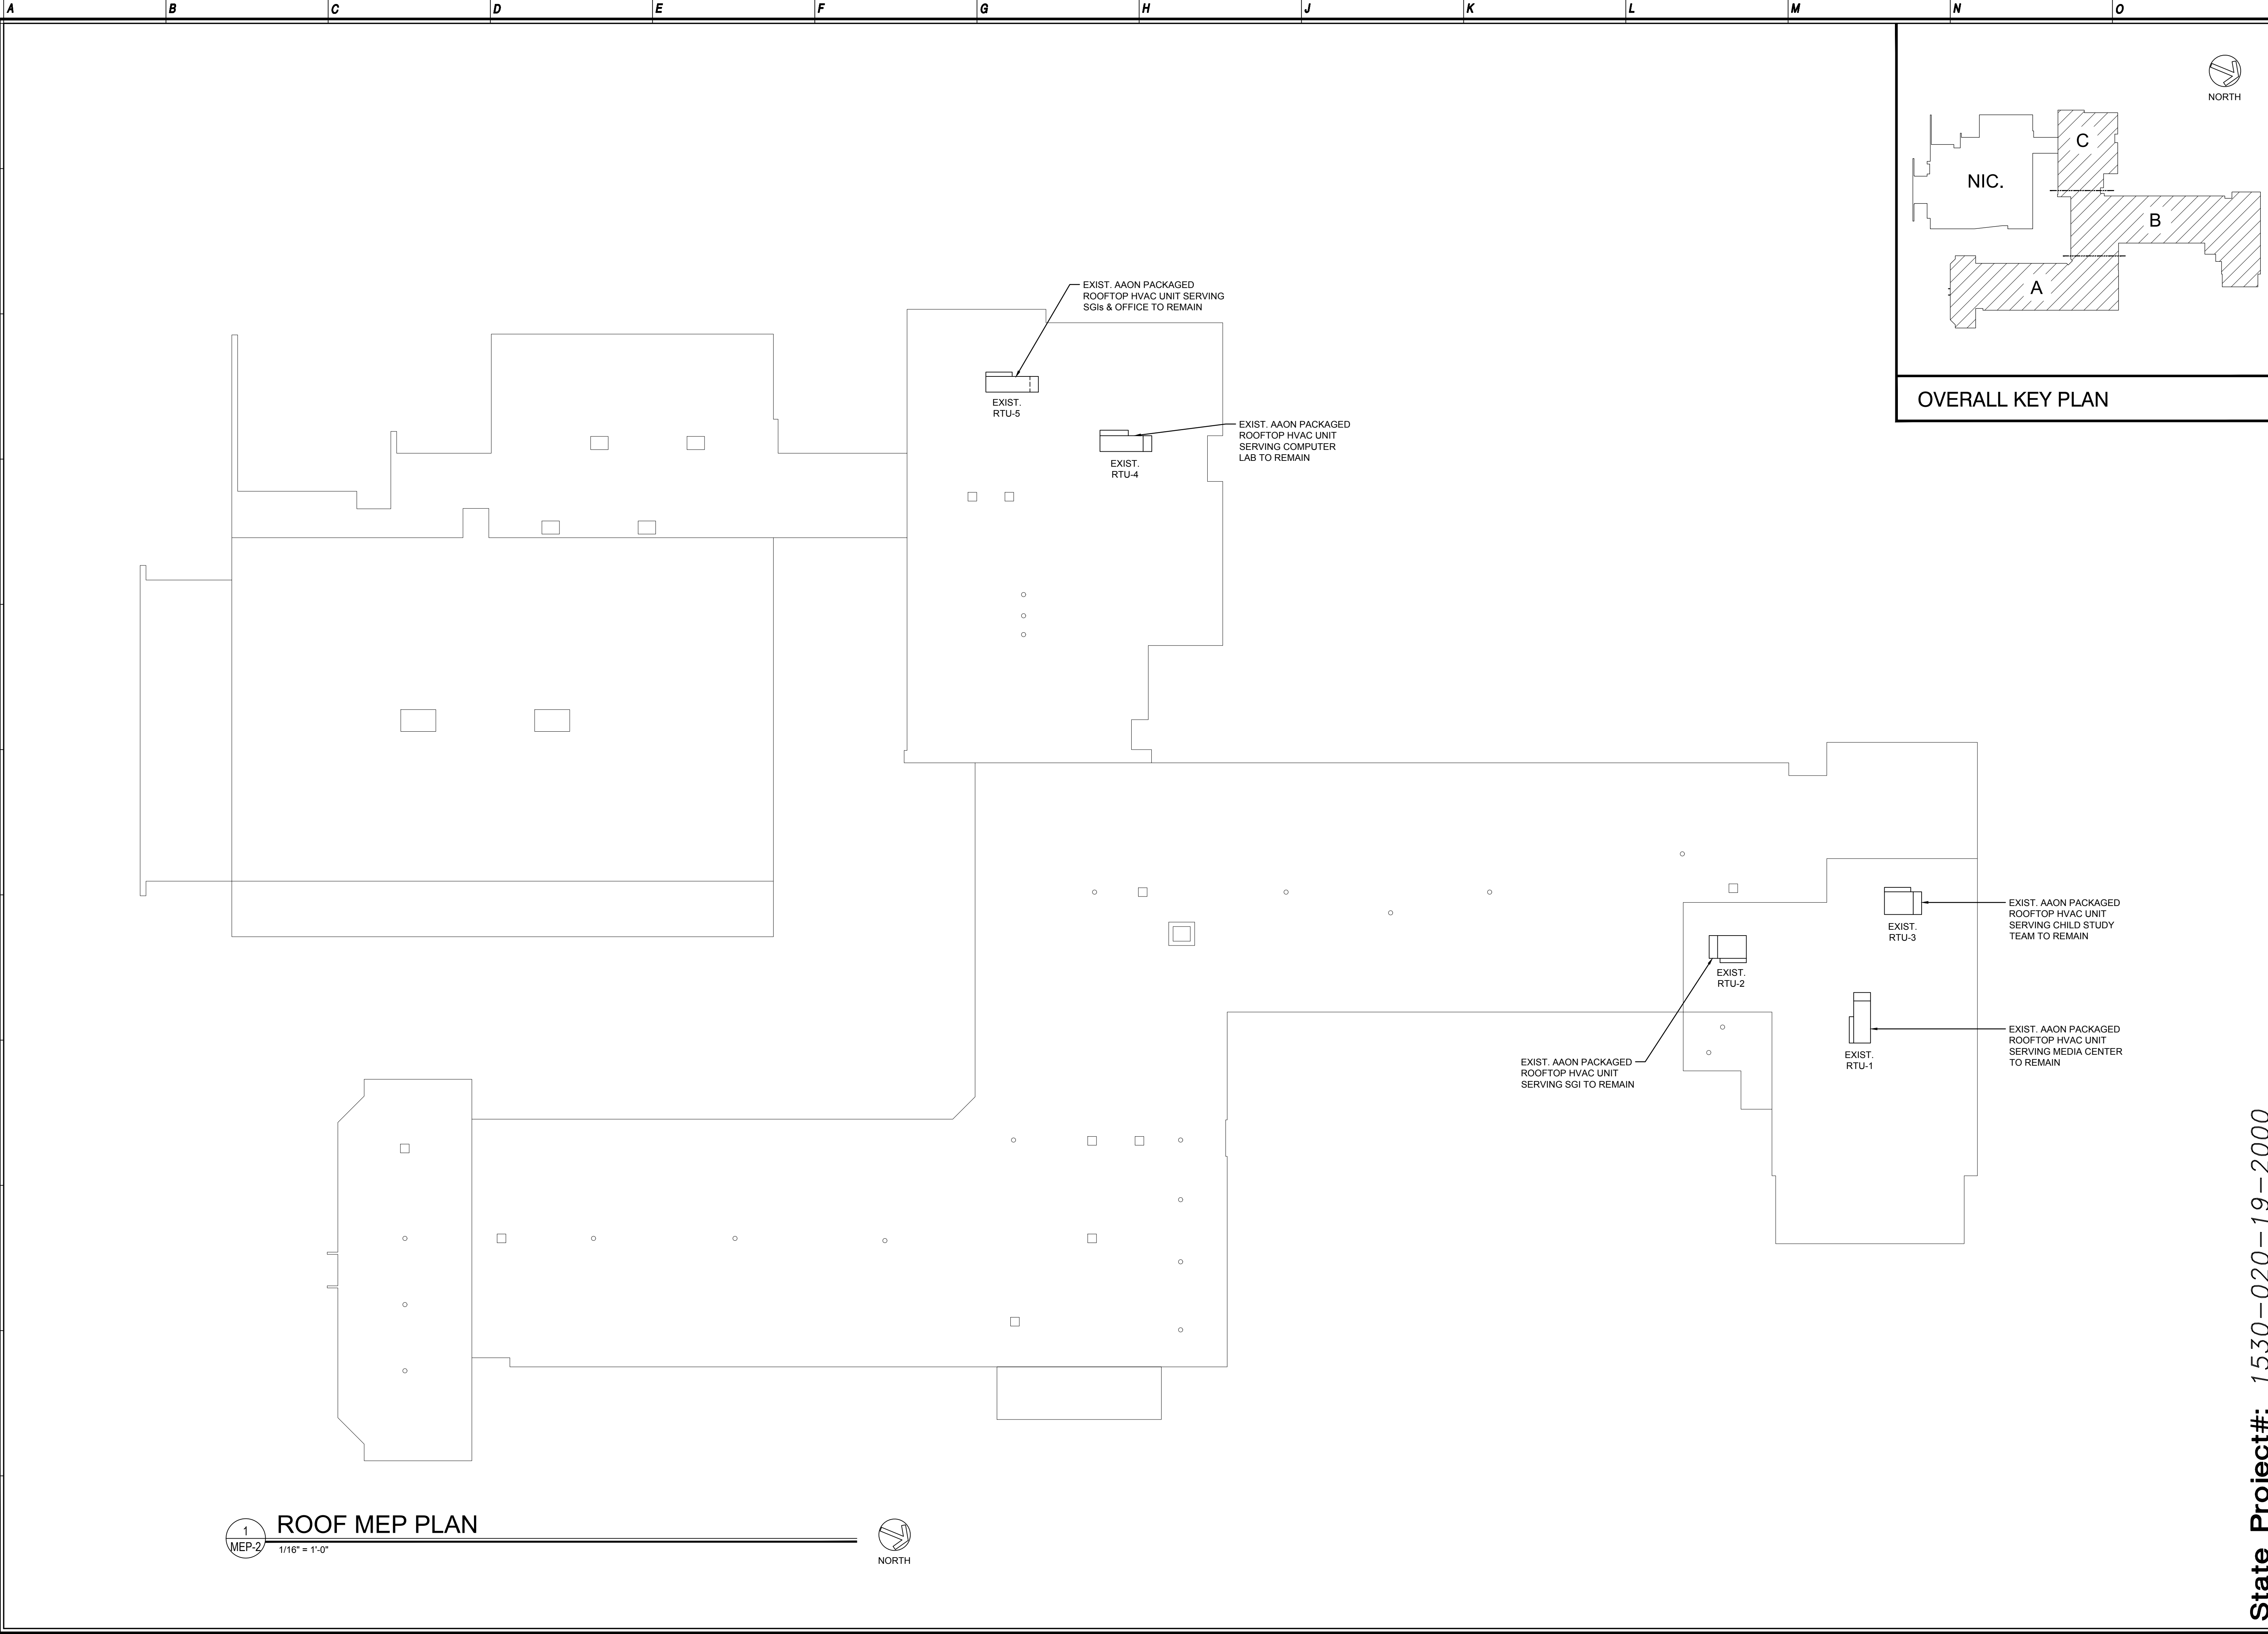 A B C D E F G H J K L M N O
NORTH
C
NIC.
B
A
OVERALL KEY PLAN
EXIST. AAON PACKAGED
ROOFTOP HVAC UNIT SERVING
SGIs & OFFICE TO REMAIN
EXIST.
RTU-5
EXIST. AAON PACKAGED
ROOFTOP HVAC UNIT
SERVING COMPUTER
LAB TO REMAIN
EXIST.
RTU-4
EXIST. AAON PACKAGED
ROOFTOP HVAC UNIT
SERVING CHILD STUDY
TEAM TO REMAIN
EXIST.
RTU-3
EXIST.
RTU-2
EXIST. AAON PACKAGED
ROOFTOP HVAC UNIT
SERVING MEDIA CENTER
TO REMAIN
EXIST.
RTU-1
EXIST. AAON PACKAGED
ROOFTOP HVAC UNIT
SERVING SGI TO REMAIN
1
MEP-2
ROOF MEP PLAN
1/16" = 1'-0"
NORTH
State Project#: 1530-020-19-2000